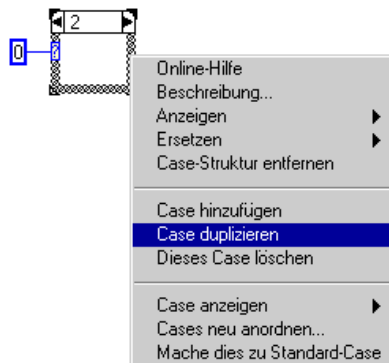 2
0 ?
Online-Hilfe
Beschreibung...
Anzeigen
Ersetzen
Case-Struktur entfernen
Case hinzufügen
Case duplizieren
Dieses Case löschen
Case anzeigen
Cases neu anordnen...
Mache dies zu Standard-Case